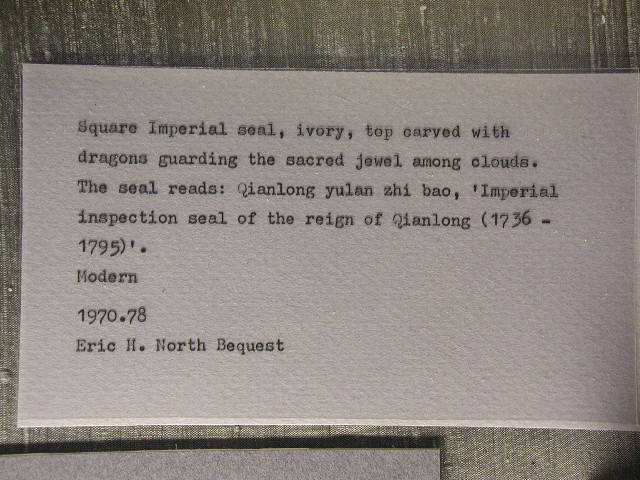 Square Imperial seal, ivory, top carved with
dragons guarding the sacred jewel among clouds.
The seal reads: Qianlong yulan zhi bao, 'Imperial
inspection seal of the reign of Qianlong (1736 -
1795)'.
Modern
1970.78
Eric H. North Bequest